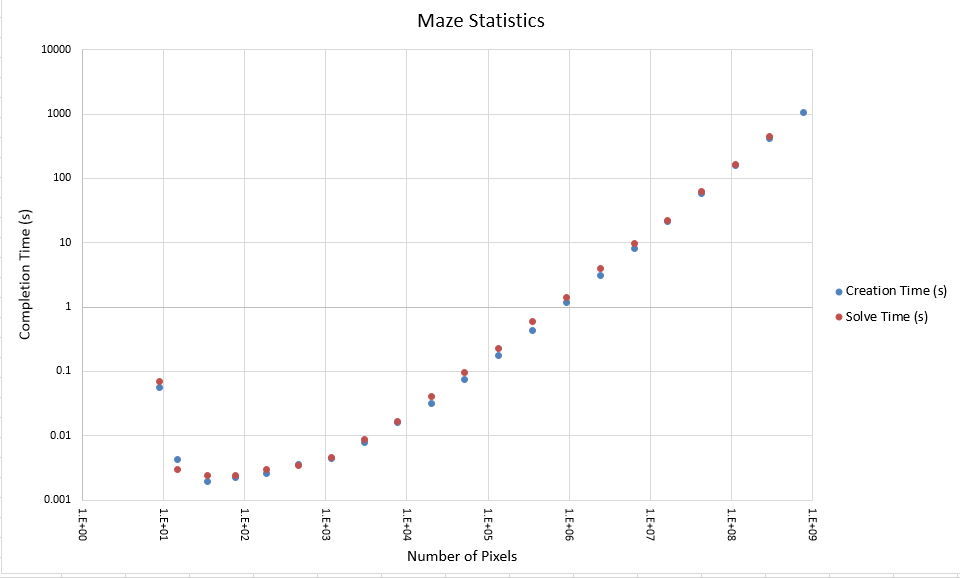 Maze Statistics
10000
1000
100
10
1
0.1
0.01
0.001
Completion Time (s)
1.E+00
1.E+01
1.E+02
1.E+03
1.E+04
1.E+05
1.E+06
1.E+07
1.E+08
1.E+09
Number of Pixels
Creation Time (s)
Solve Time (s)